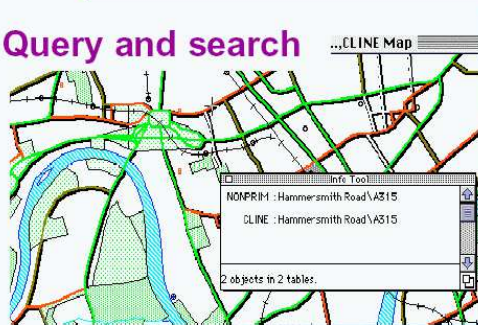 Query and search
..,CLINE Map
Info Tool
NONPRIM : Hammersmith Road\A315
CLINE : Hammersmith Road\A315
2 objects in 2 tables.